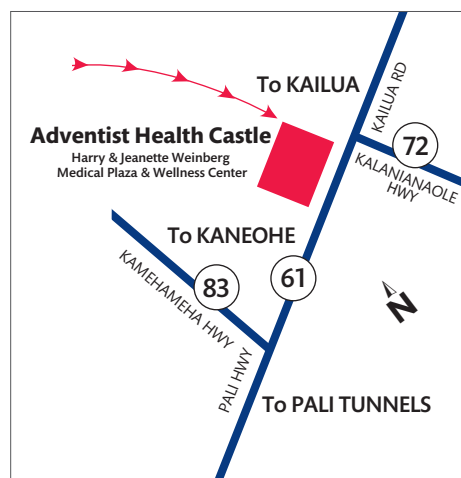 To KAILUA
KAILUA RD
Adventist Health Castle
Harry & Jeanette Weinberg
Medical Plaza & Wellness Center
72
KALANIANAOLE
HWY
To KANEOHE
83
61
KAMEHAMEHA HWY
N
PALI HWY
To PALI TUNNELS